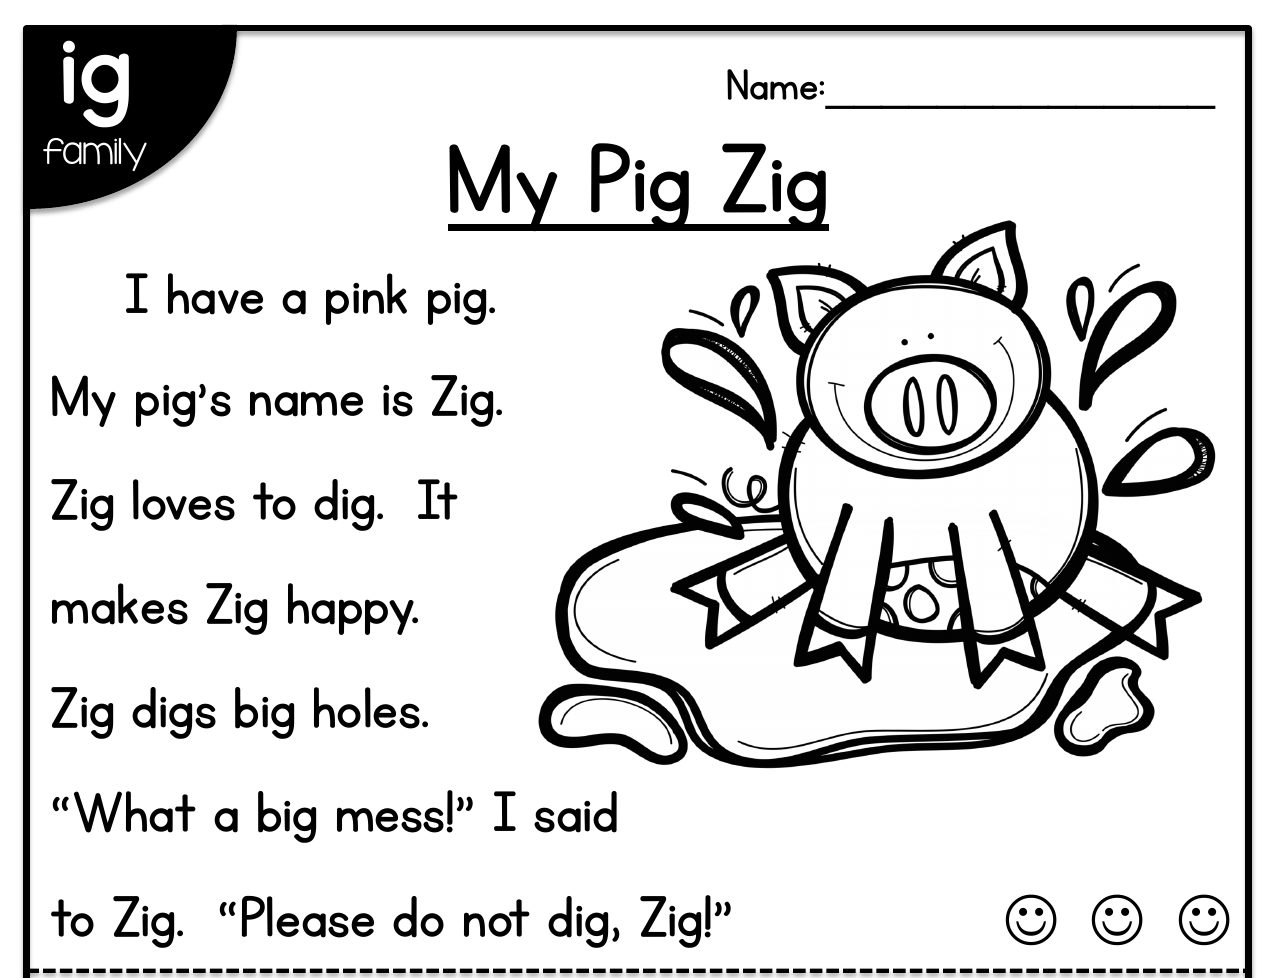 ig
family
Name:
My Pig Zig
I have a pink pig.
My pig’s name is Zig.
Zig loves to dig. It
makes Zig happy.
Zig digs big holes.
“What a big mess!” I said
to Zig. “Please do not dig, Zig!”